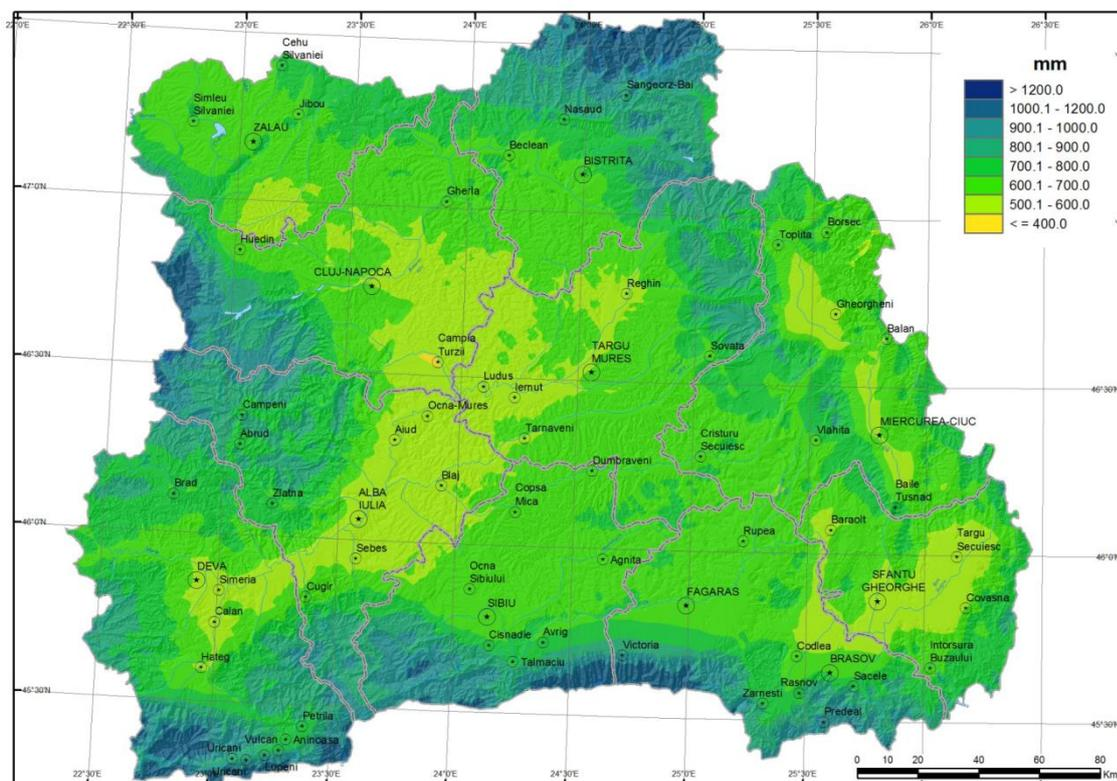 22°0'E
22°30'E
23°0'E
23°30'E
24°0'E
25°0'E
25°30'E
26°0'E
26°30'E
mm
> 1200.0
1000.1 - 1200.0
900.1 - 1000.0
800.1 - 900.0
700.1 - 800.0
600.1 - 700.0
500.1 - 600.0
< = 400.0
Cehu
Silvaniei
Simleu
Silvaniei
Jibou
ZALAU
Sangeorz-Bai
Nasaud
Beclean
BISTRITA
47°0'N
47°0'N
Gherla
Huedin
Toplita
Borsec
CLUJ-NAPOCA
Reghin
Gheorgheni
Balan
46°30'N
46°30'N
Campia
Turzii
TARGU
MURES
Sovata
Ludus
Iernut
Campeni
Ocna-Mures
Abrud
Aiud
Tarnaveni
Cristuru
Secuiesc
Vlahita
MIERCUREA-CIUC
Brad
Zlatna
Blaj
Dumbraveni
Copsa
Mica
ALBA
IULIA
Baile
Tusnad
46°0'N
46°0'N
Baraolt
Rupea
Targu
Secuiesc
Sebes
Agnita
DEVA
Simeria
Cugir
Ocna
Sibiului
SIBIU
FAGARAS
SFANTU
GHEORGHE
Covasna
Calan
Cisnadie
Avrig
Victoria
Codlea
BRASOV
Intorsura
Buzaului
Hateg
Talmaciu
Rasnov
Sacele
45°30'N
45°30'N
Zarnesti
Predeal
Petrila
Vulcan
Aninoasa
Uricani
Uricani
Lupeni
22°30'E
23°0'E
23°30'E
24°0'E
24°30'E
25°0'E
25°30'E
26°0'E
0 20 40 60 80
Km